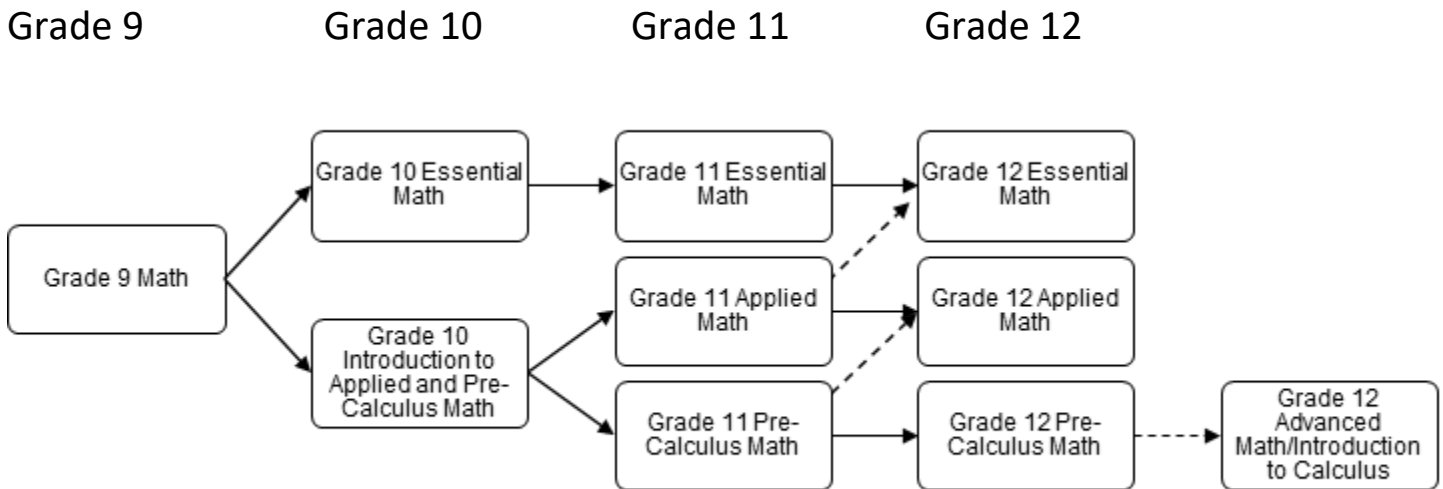 Grade 9 Grade 10 Grade 11 Grade 12
Grade 9 Math
Grade 10 Essential
Math
Grade 10
Introduction to
Applied and Pre-
Calculus Math
Grade 11 Essential
Math
Grade 11 Applied
Math
Grade 11 Pre-
Calculus Math
Grade 12 Essential
Math
Grade 12 Applied
Math
Grade 12 Pre-
Calculus Math
Grade 12
Advanced
Math/Introduction
to Calculus